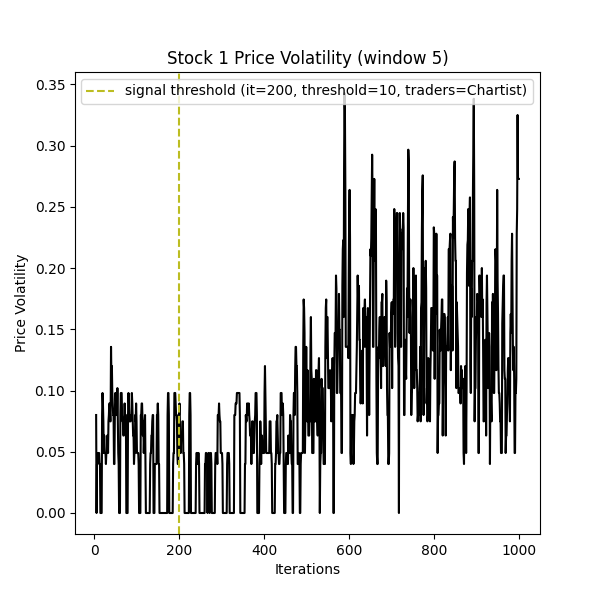 Stock 1 Price Volatility (window 5)
signal threshold (it=200, threshold=10, traders=Chartist)
Price Volatility
0.35
0.30
0.25
0.20
0.15
0.10
0.05
0.00
0 200 400 600 800 1000
Iterations